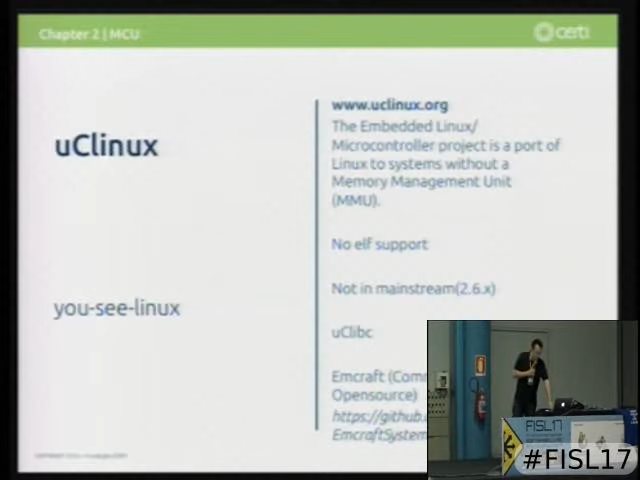 Chapter 2 | MCU
certi
uClinux
you-see-linux
www.uclinux.org
The Embedded Linux/
Microcontroller project is a port of
Linux to systems without a
Memory Management Unit
(MMU).
No elf support
Not in mainstream(2.6.x)
uClibc
Emcraft (Com
Opensource)
https://github.
EmcraftSystem
FISL17
#FISL17